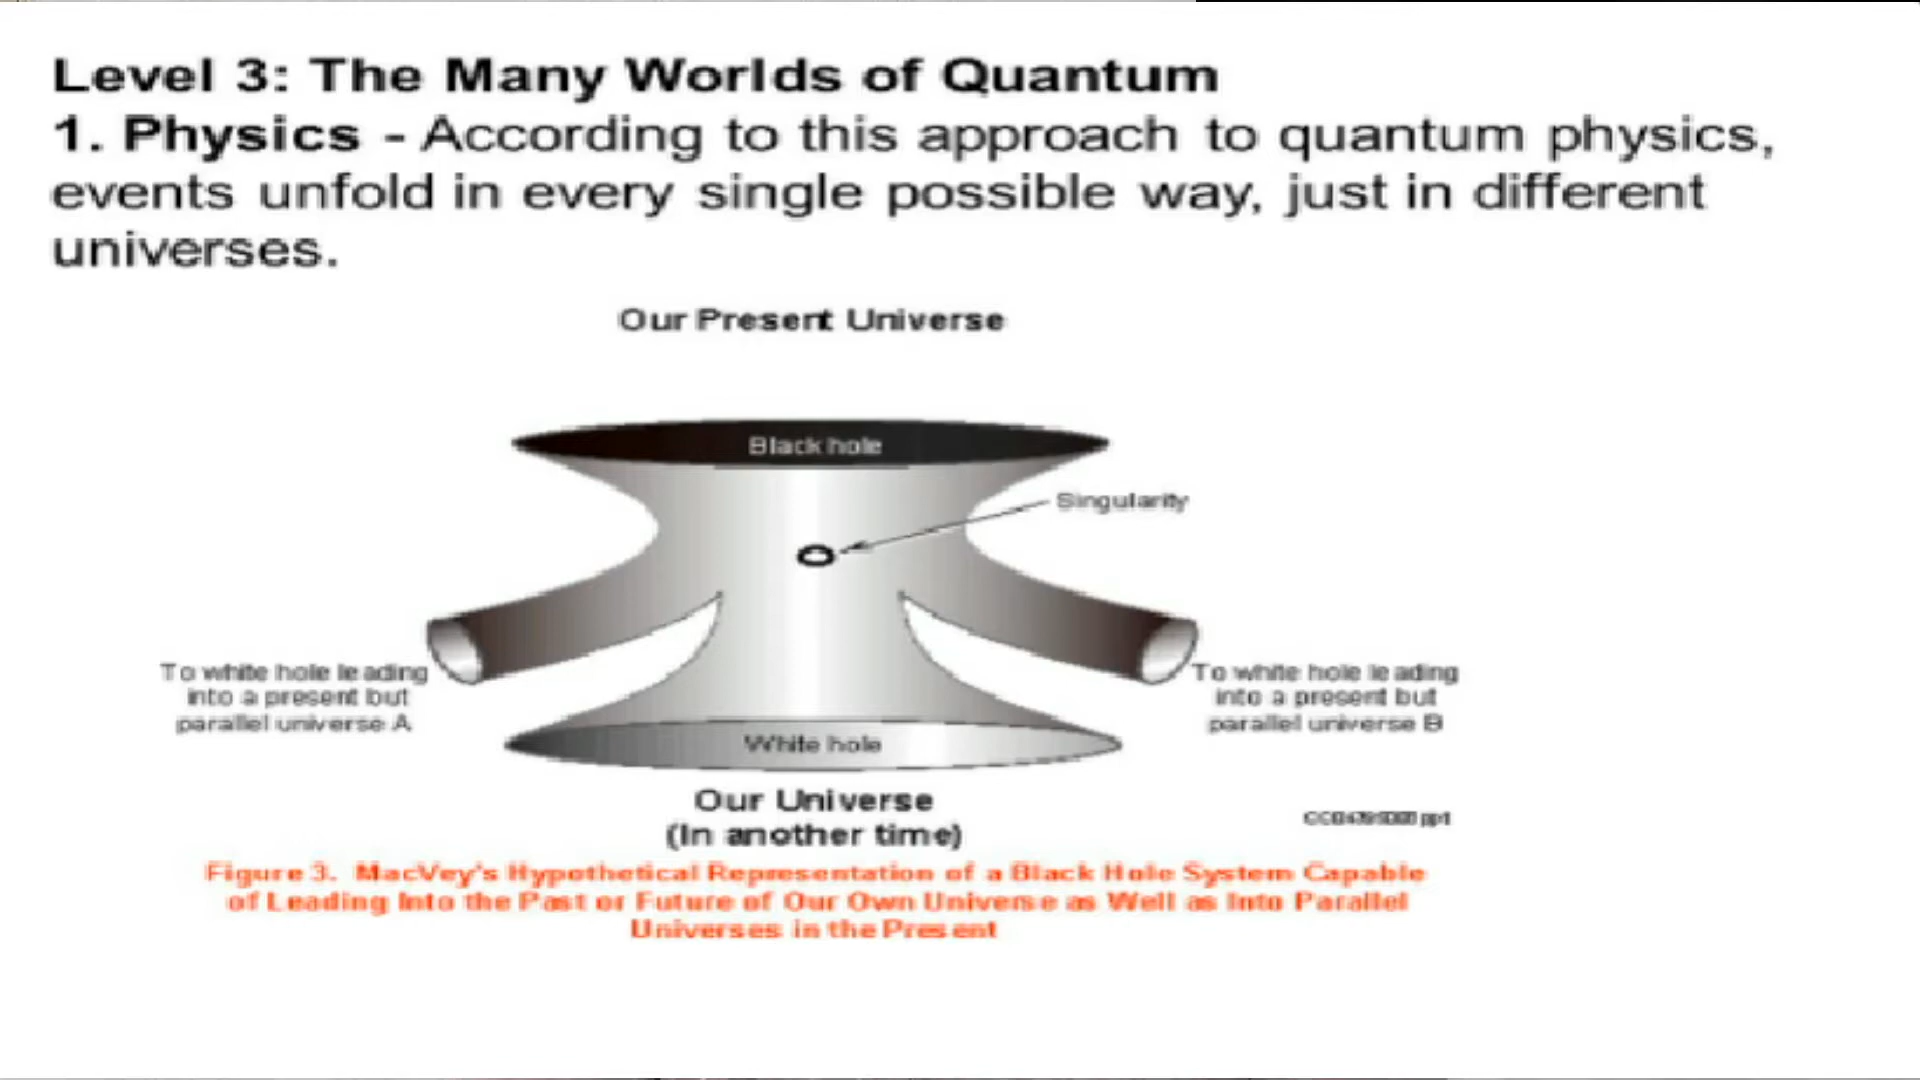 Level 3: The Many Worlds of Quantum
1. Physics - According to this approach to quantum physics,
events unfold in every single possible way, just in different
universes.
Our Present Universe
Black hole
Singularity
To white hole leading
into a present but
parallel universe A
To white hole leading
into a present but
parallel universe B
White hole
Our Universe
(In another time)
Figure 3. MacVey's Hypothetical Representation of a Black Hole System Capable
of Leading Into the Past or Future of Our Own Universe as Well as Into Parallel
Universes in the Present